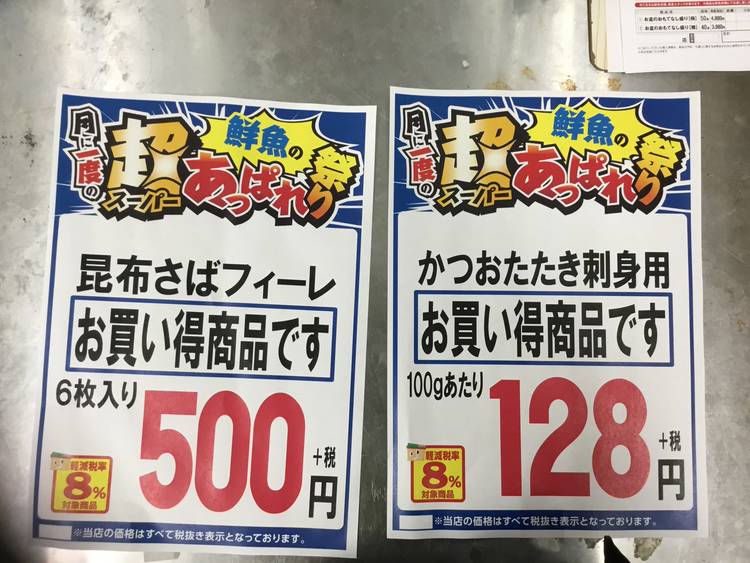 月に一度の
超
スーパー
鮮魚の
あっぱれ
祭り
昆布さばフィーレ
お買い得商品です
6枚入り
500
+税
円
軽減税率
8%
対象商品
※当店の価格はすべて税抜き表示となっております。
月に一度の
超
スーパー
鮮魚の
あっぱれ
祭り
かつおたたき刺身用
お買い得商品です
100gあたり
128
+税
円
軽減税率
8%
対象商品
※当店の価格はすべて税抜き表示となっております。